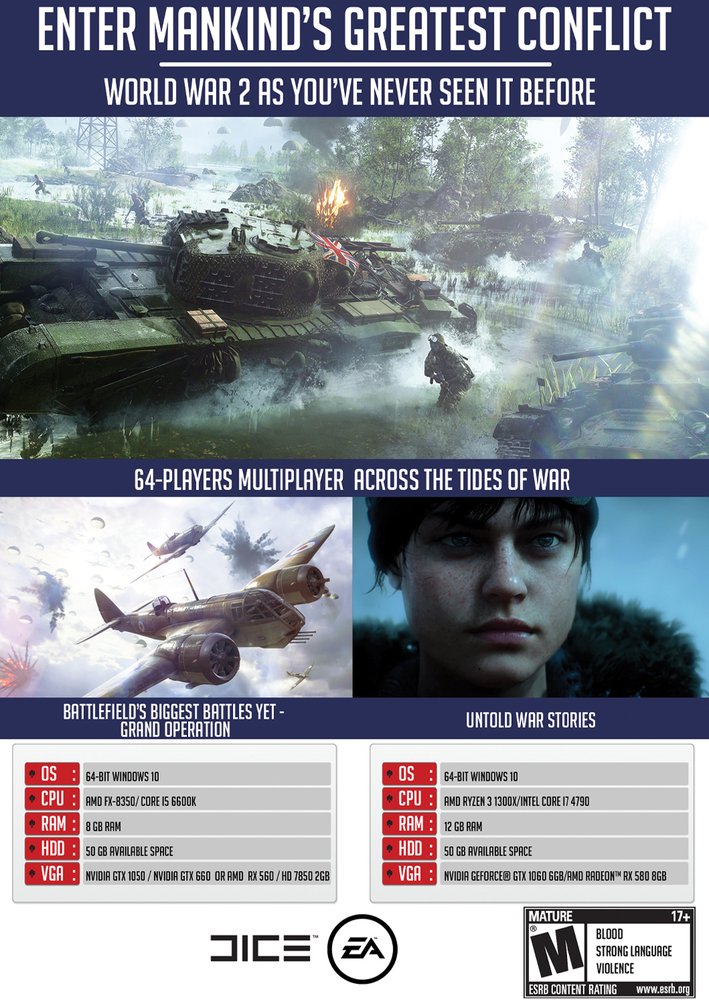 ENTER MANKIND'S GREATEST CONFLICT
WORLD WAR 2 AS YOU'VE NEVER SEEN IT BEFORE
64-PLAYERS MULTIPLAYER ACROSS THE TIDES OF WAR
BATTLEFIELD'S BIGGEST BATTLES YET -
GRAND OPERATION
UNTOLD WAR STORIES
OS : 64-BIT WINDOWS 10
CPU : AMD FX-8350/ CORE I5 6600K
RAM : 8 GB RAM
HDD : 50 GB AVAILABLE SPACE
VGA : NVIDIA GTX 1050 / NVIDIA GTX 660 OR AMD RX 560 / HD 7850 2GB
OS : 64-BIT WINDOWS 10
CPU : AMD RYZEN 3 1300X/INTEL CORE I7 4790
RAM : 12 GB RAM
HDD : 50 GB AVAILABLE SPACE
VGA : NVIDIA GEFORCE® GTX 1060 6GB/AMD RADEON™ RX 580 8GB
DICE™
EA
MATURE 17+
M®
BLOOD
STRONG LANGUAGE
VIOLENCE
ESRB CONTENT RATING www.esrb.org